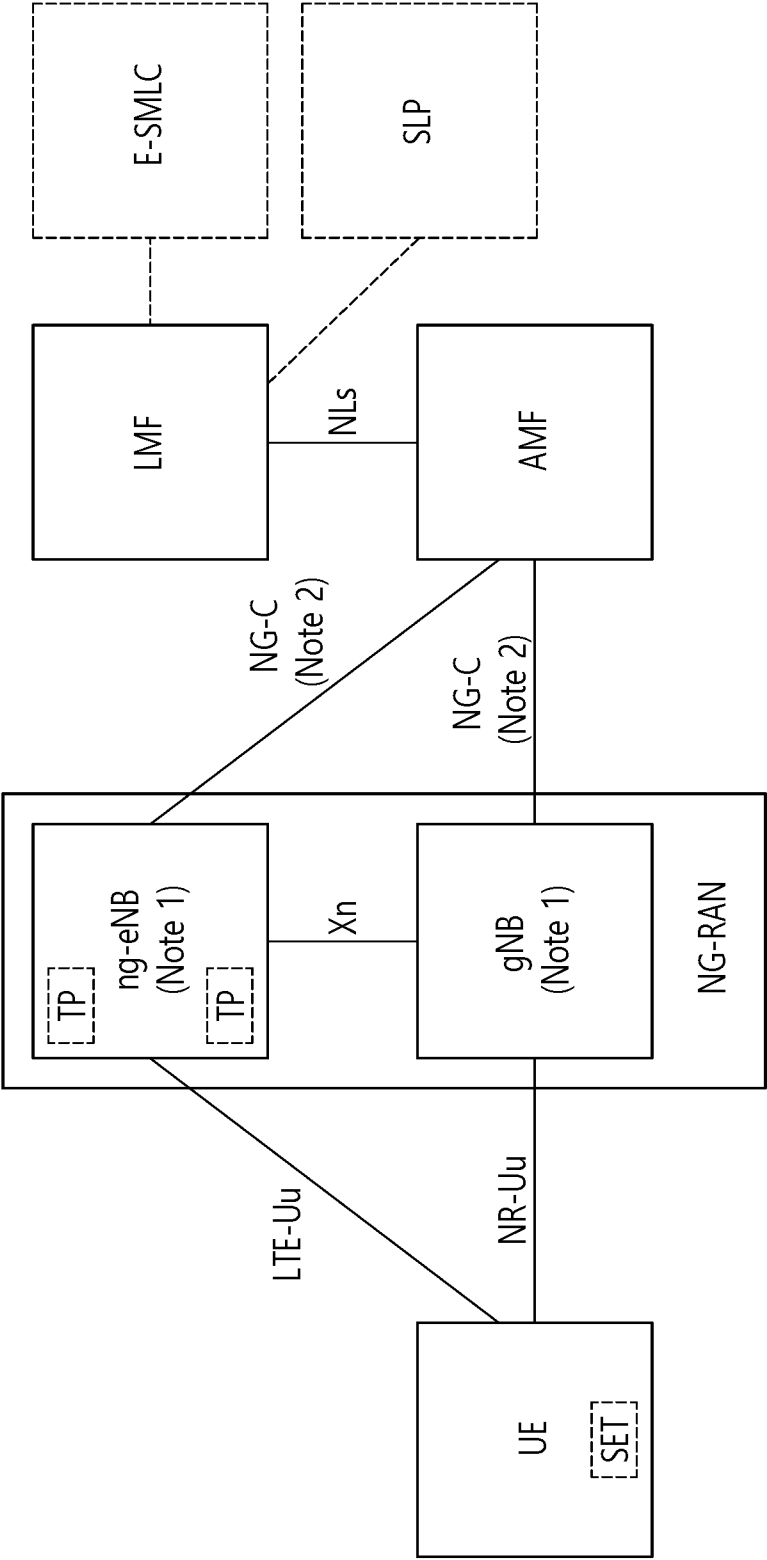 TP
ng-eNB
(Note 1)
TP
LMF
E-SMLC
LTE-Uu
Xn
NG-C
(Note 2)
NLs
SLP
UE
SET
NR-Uu
gNB
(Note 1)
NG-C
(Note 2)
AMF
NG-RAN